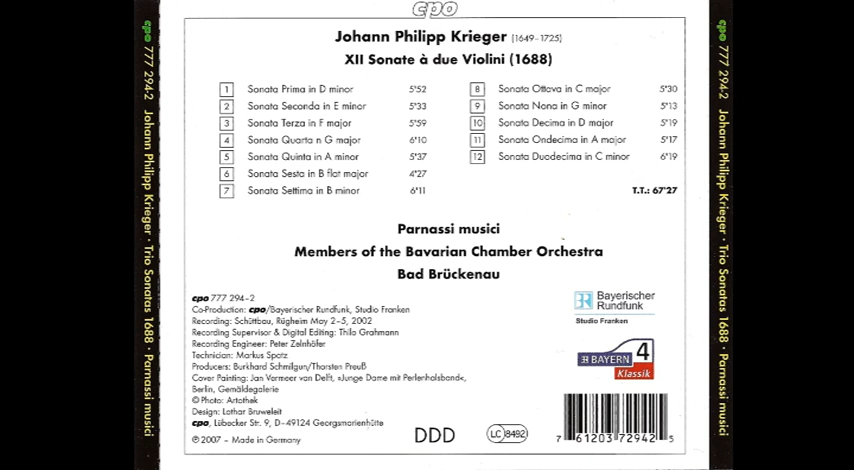 cpo
Johann Philipp Krieger (1649-1725)
XII Sonate à due Violini (1688)
1 Sonata Prima in D minor 5'52
2 Sonata Seconda in E minor 5'33
3 Sonata Terza in F major 5'59
4 Sonata Quarta n G major 6'10
5 Sonata Quinta in A minor 5'37
6 Sonata Sesta in B flat major 4'27
7 Sonata Settima in B minor 6'11
8 Sonata Ottava in C major 5'30
9 Sonata Nona in G minor 5'13
10 Sonata Decima in D major 5'19
11 Sonata Ondecima in A major 5'17
12 Sonata Duodecima in C minor 6'19
T.T.: 67'27
Parnassi musici
Members of the Bavarian Chamber Orchestra
Bad Brückenau
cpo 777 294-2
Co-Production: cpo/Bayerischer Rundfunk, Studio Franken
Recording: Schüttbau, Rügheim May 2-5, 2002
Recording Supervisor & Digital Editing: Thilo Grahmann
Recording Engineer: Peter Zelnhöfer
Technician: Markus Spatz
Producers: Burkhard Schmilgun/Thorsten Preuß
Cover Painting: Jan Vermeer van Delft, »Junge Dame mit Perlenhalsband«,
Berlin, Gemäldegalerie
© Photo: Artothek
Design: Lothar Bruweleit
cpo, Lübecker Str. 9, D-49124 Georgsmarienhütte
℗ 2007 - Made in Germany
DDD
LC 8492
BR
Bayerischer
Rundfunk
Studio Franken
BR BAYERN 4
Klassik
7 61203 72942 5
cpo 777 294-2 Johann Philipp Krieger · Trio Sonatas 1688 · Parnassi musici
cpo 777 294-2 Johann Philipp Krieger · Trio Sonatas 1688 · Parnassi musici